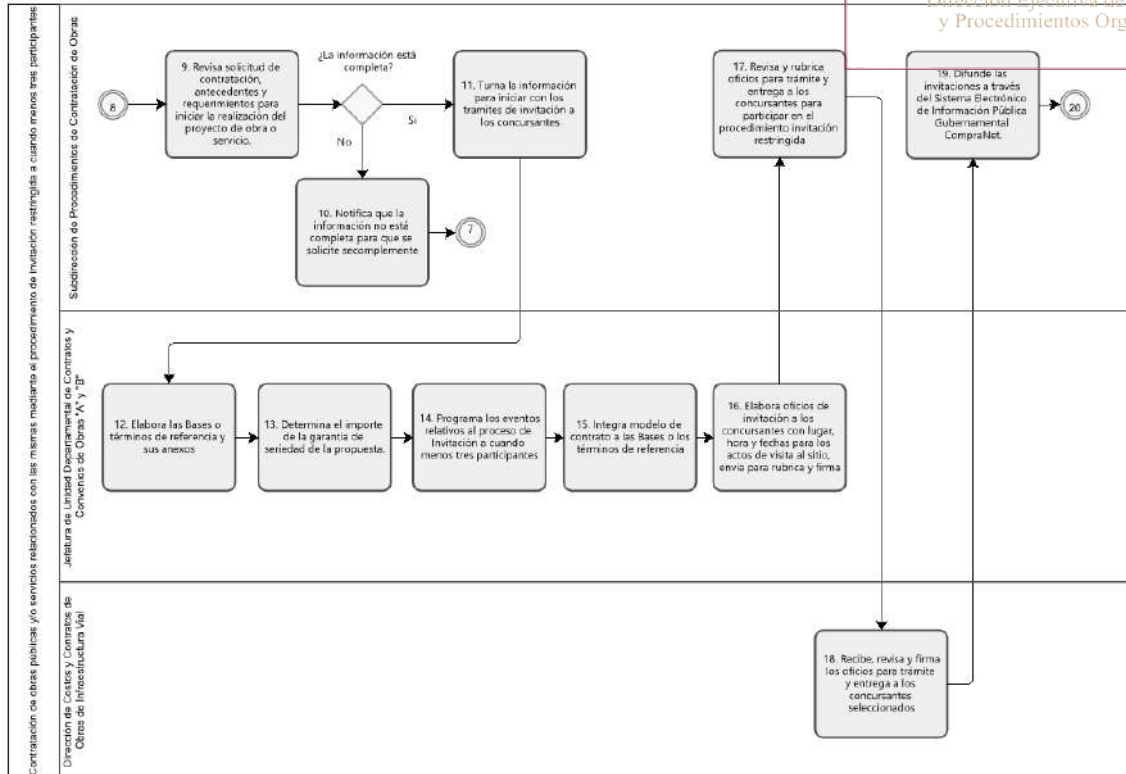 Dirección Ejecutiva de
y Procedimientos Org
Contratación de obras públicas y/o servicios relacionados con las mismas mediante el procedimiento de Invitación restringida a cuando menos tres participantes
Subdirección de Procedimientos de Contratación de Obras
8
9. Revisa solicitud de
contratación,
antecedentes y
requerimientos para
iniciar la realización del
proyecto de obra o
servicio.
¿La información está
completa?
Si
No
10. Notifica que la
información no está
completa para que se
solicite secomplemente
7
11. Turna la información
para iniciar con los
tramites de invitación a
los concursantes
17. Revisa y rubrica
oficios para trámite y
entrega a los
concursantes para
participar en el
procedimiento invitación
restringida
19. Difunde las
invitaciones a través
del Sistema Electrónico
de Información Pública
Gubernamental
CompraNet.
20
Jefatura de Unidad Departamental de Contratos y
Convenios de Obras "A" y "B"
12. Elabora las Bases o
términos de referencia y
sus anexos
13. Determina el importe
de la garantía de
seriedad de la propuesta.
14. Programa los eventos
relativos al proceso de
Invitación a cuando
menos tres participantes
15. Integra modelo de
contrato a las Bases o los
términos de referencia
16. Elabora oficios de
invitación a los
concursantes con lugar,
hora y fechas para los
actos de visita al sitio,
envia para rubrica y firma
Dirección de Costos y Contratos de
Obras de Infraestructura Vial
18. Recibe, revisa y firma
los oficios para trámite
y entrega a los
concursantes
seleccionados